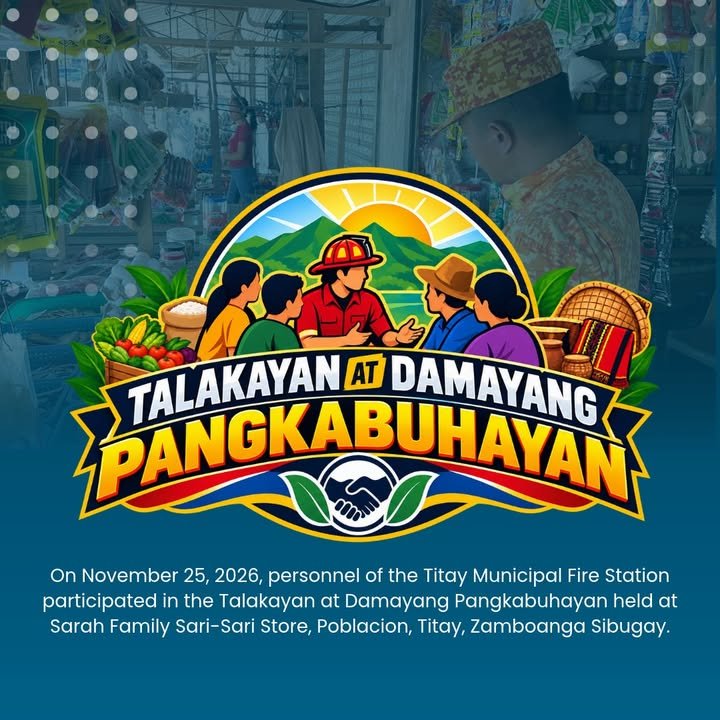 TALAKAYAN AT DAMAYANG
PANGKABUHAYAN
On November 25, 2026, personnel of the Titay Municipal Fire Station
participated in the Talakayan at Damayang Pangkabuhayan held at
Sarah Family Sari-Sari Store, Poblacion, Titay, Zamboanga Sibugay.